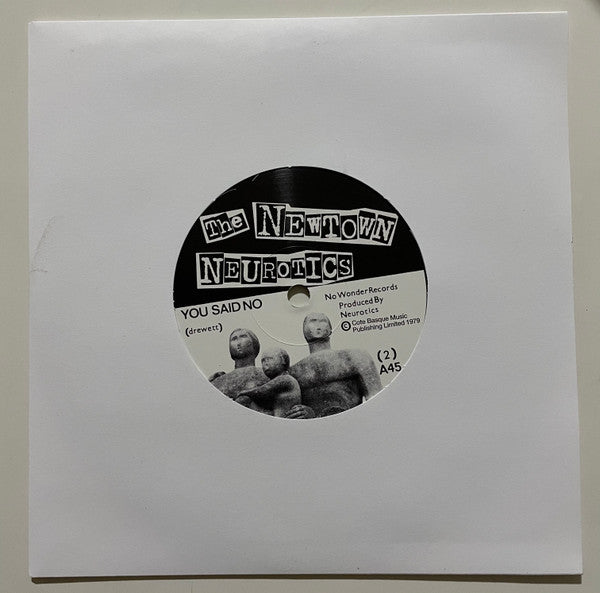 The NEWTOWN
NEUROTICS
YOU SAID NO
(drewett)
No Wonder Records
Produced By
Neurotics
© Cote Basque Music
Publishing Limited 1979
(2)
A45